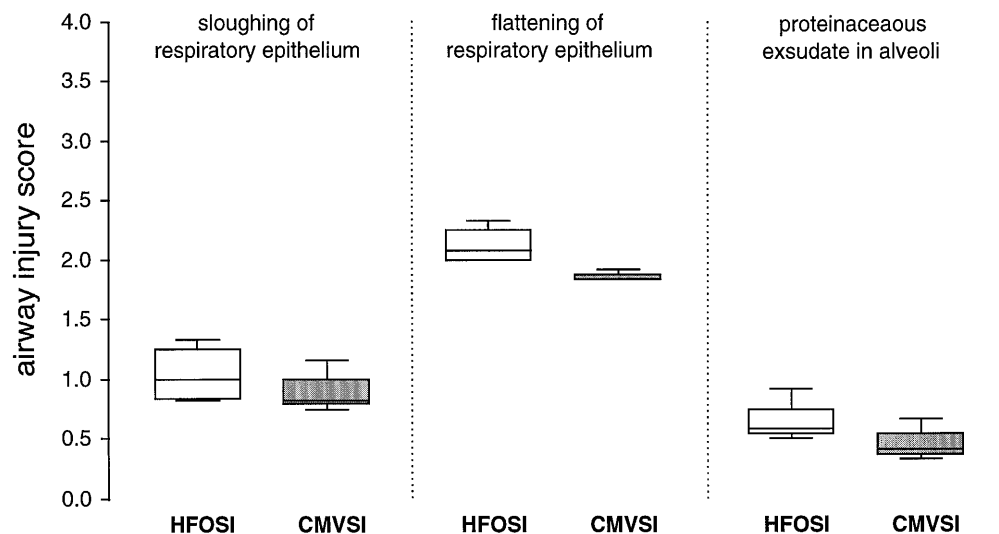 sloughing of
respiratory epithelium
flattening of
respiratory epithelium
proteinaceaous
exsudate in alveoli
airway injury score
4.0
3.5
3.0
2.5
2.0
1.5
1.0
0.5
0.0
HFOSI
CMVSI
HFOSI
CMVSI
HFOSI
CMVSI